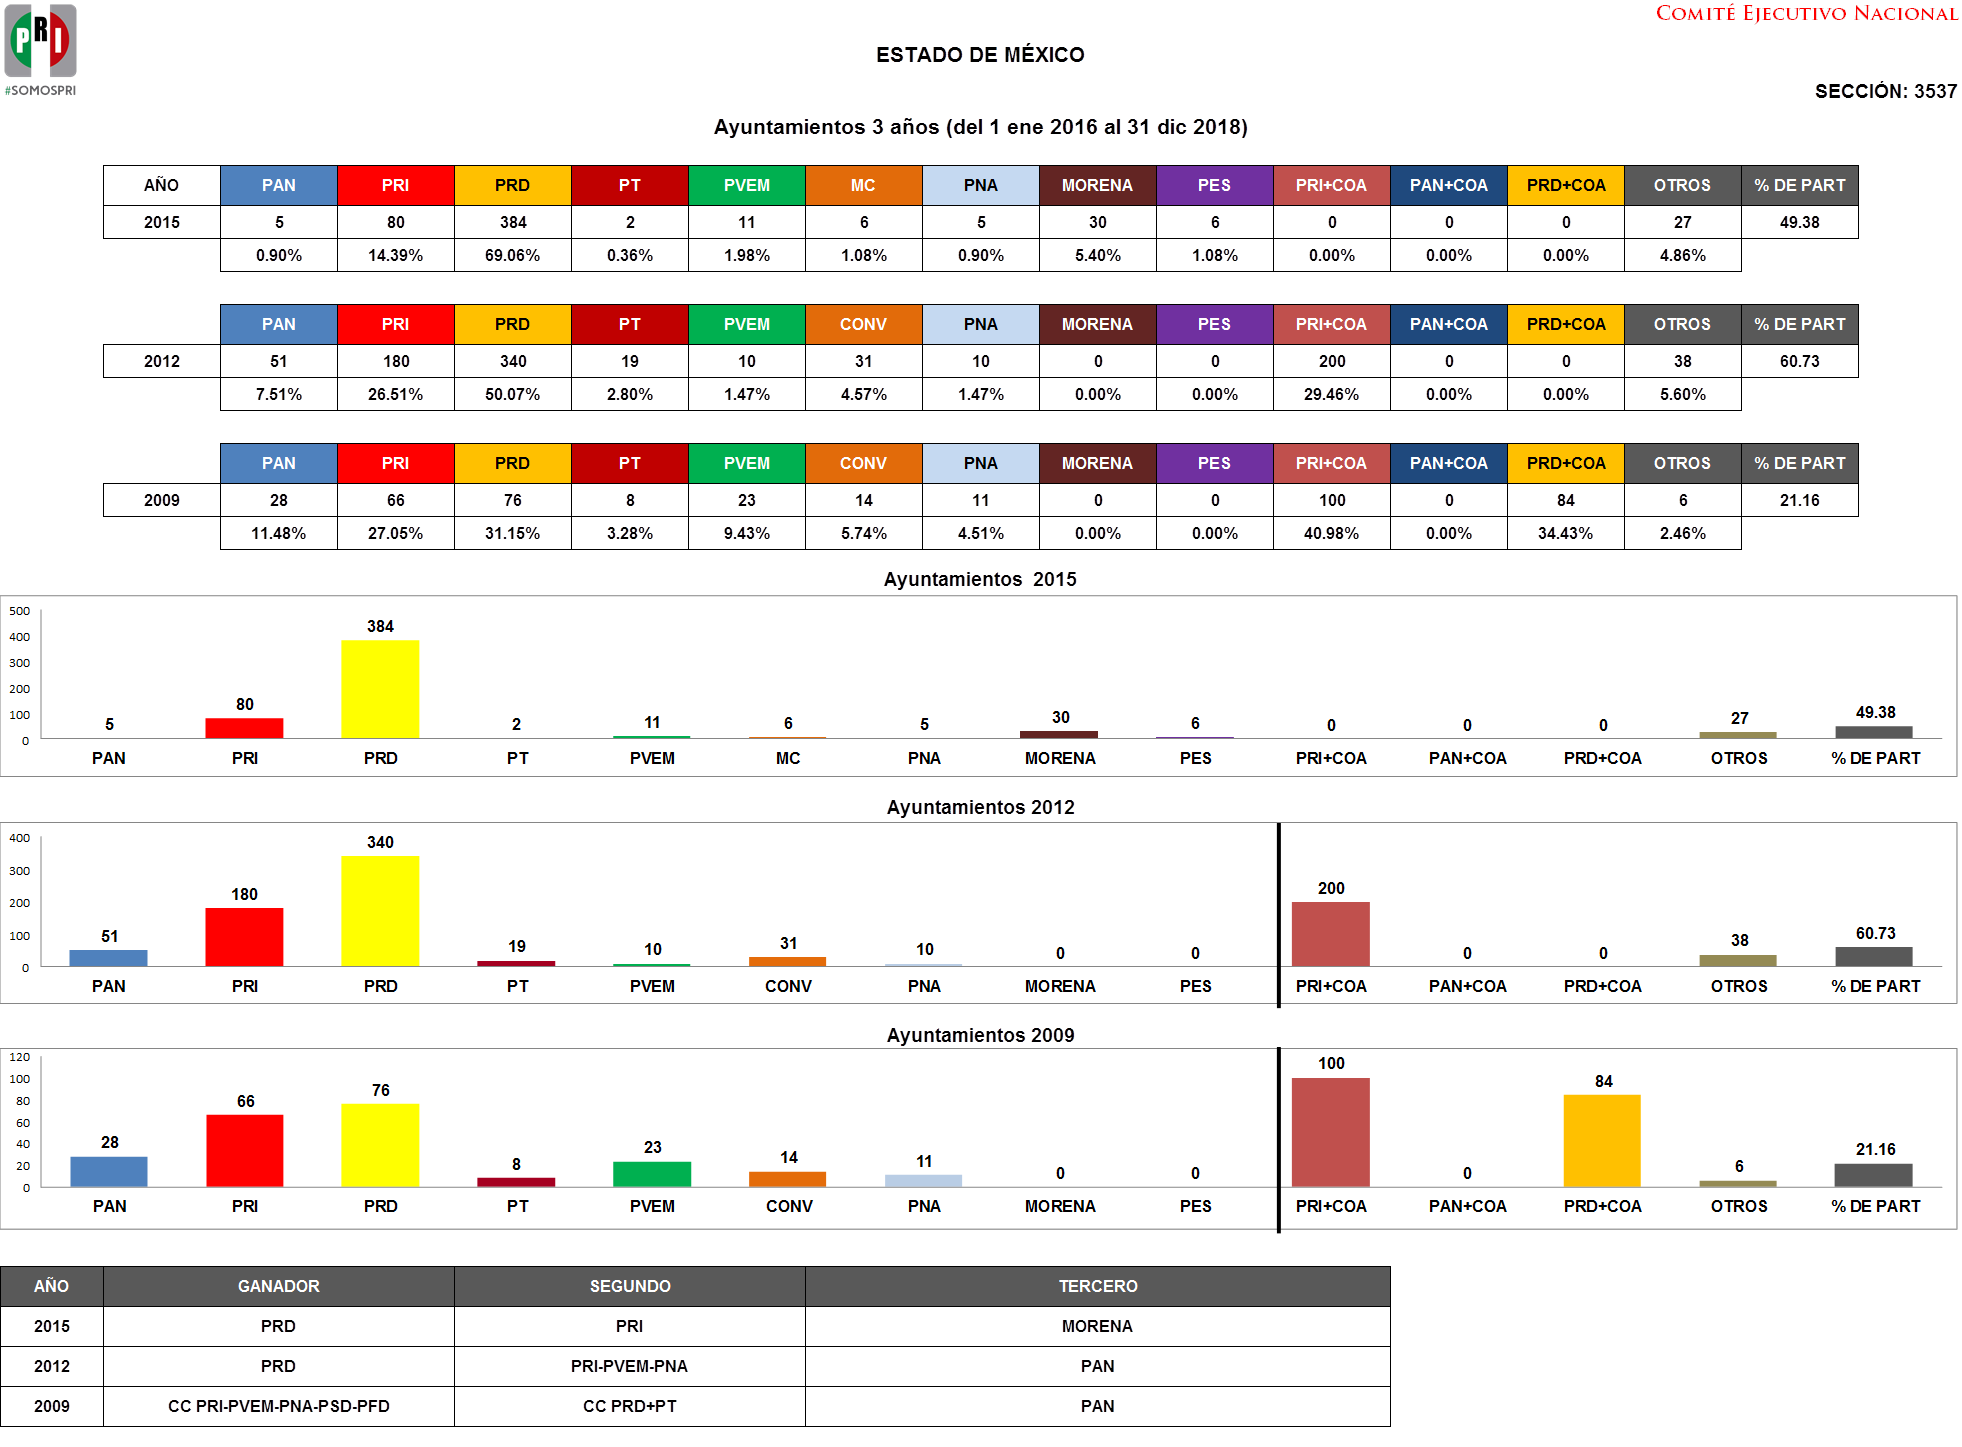 PRI
#SOMOSPRI
COMITÉ EJECUTIVO NACIONAL
ESTADO DE MÉXICO
SECCIÓN: 3537
Ayuntamientos 3 años (del 1 ene 2016 al 31 dic 2018)
AÑO PAN PRI PRD PT PVEM MC PNA MORENA PES PRI+COA PAN+COA PRD+COA OTROS % DE PART
2015 5 80 384 2 11 6 5 30 6 0 0 0 27 49.38
0.90% 14.39% 69.06% 0.36% 1.98% 1.08% 0.90% 5.40% 1.08% 0.00% 0.00% 0.00% 4.86%
PAN PRI PRD PT PVEM CONV PNA MORENA PES PRI+COA PAN+COA PRD+COA OTROS % DE PART
2012 51 180 340 19 10 31 10 0 0 200 0 0 38 60.73
7.51% 26.51% 50.07% 2.80% 1.47% 4.57% 1.47% 0.00% 0.00% 29.46% 0.00% 0.00% 5.60%
PAN PRI PRD PT PVEM CONV PNA MORENA PES PRI+COA PAN+COA PRD+COA OTROS % DE PART
2009 28 66 76 8 23 14 11 0 0 100 0 84 6 21.16
11.48% 27.05% 31.15% 3.28% 9.43% 5.74% 4.51% 0.00% 0.00% 40.98% 0.00% 34.43% 2.46%
Ayuntamientos 2015
500
400
300
200
100
0
5 80 384 2 11 6 5 30 6 0 0 0 27 49.38
PAN PRI PRD PT PVEM MC PNA MORENA PES PRI+COA PAN+COA PRD+COA OTROS % DE PART
Ayuntamientos 2012
400
300
200
100
0
51 180 340 19 10 31 10 0 0 200 0 0 38 60.73
PAN PRI PRD PT PVEM CONV PNA MORENA PES PRI+COA PAN+COA PRD+COA OTROS % DE PART
Ayuntamientos 2009
120
100
80
60
40
20
0
28 66 76 8 23 14 11 0 0 100 0 84 6 21.16
PAN PRI PRD PT PVEM CONV PNA MORENA PES PRI+COA PAN+COA PRD+COA OTROS % DE PART
AÑO GANADOR SEGUNDO TERCERO
2015 PRD PRI MORENA
2012 PRD PRI-PVEM-PNA PAN
2009 CC PRI-PVEM-PNA-PSD-PFD CC PRD+PT PAN